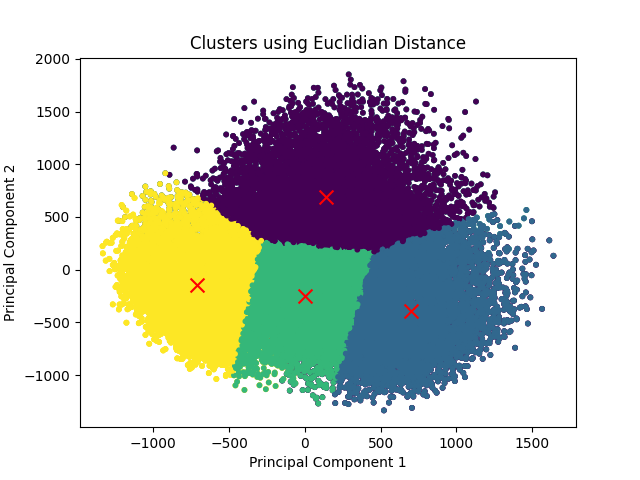 Clusters using Euclidian Distance
2000
1500
1000
500
0
−500
−1000
Principal Component 2
−1000 −500 0 500 1000 1500
Principal Component 1